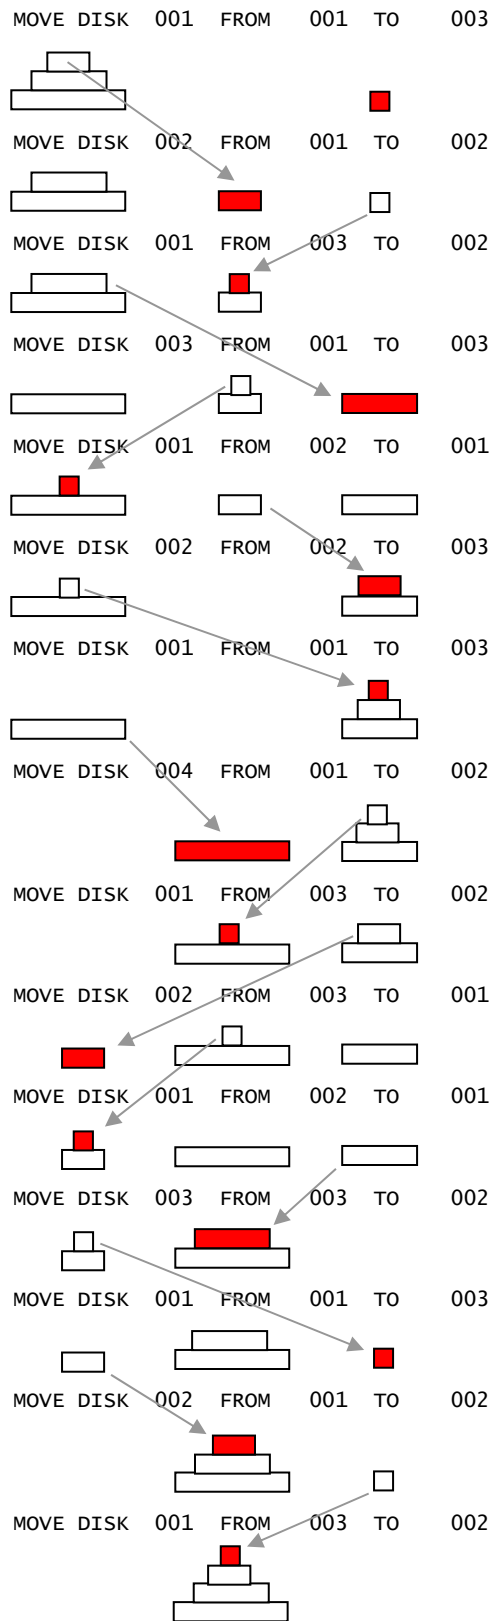 MOVE DISK 001 FROM 001 TO 003
MOVE DISK 002 FROM 001 TO 002
MOVE DISK 001 FROM 003 TO 002
MOVE DISK 003 FROM 001 TO 003
MOVE DISK 001 FROM 002 TO 001
MOVE DISK 002 FROM 002 TO 003
MOVE DISK 001 FROM 001 TO 003
MOVE DISK 004 FROM 001 TO 002
MOVE DISK 001 FROM 003 TO 002
MOVE DISK 002 FROM 003 TO 001
MOVE DISK 001 FROM 002 TO 001
MOVE DISK 003 FROM 003 TO 002
MOVE DISK 001 FROM 001 TO 003
MOVE DISK 002 FROM 001 TO 002
MOVE DISK 001 FROM 003 TO 002